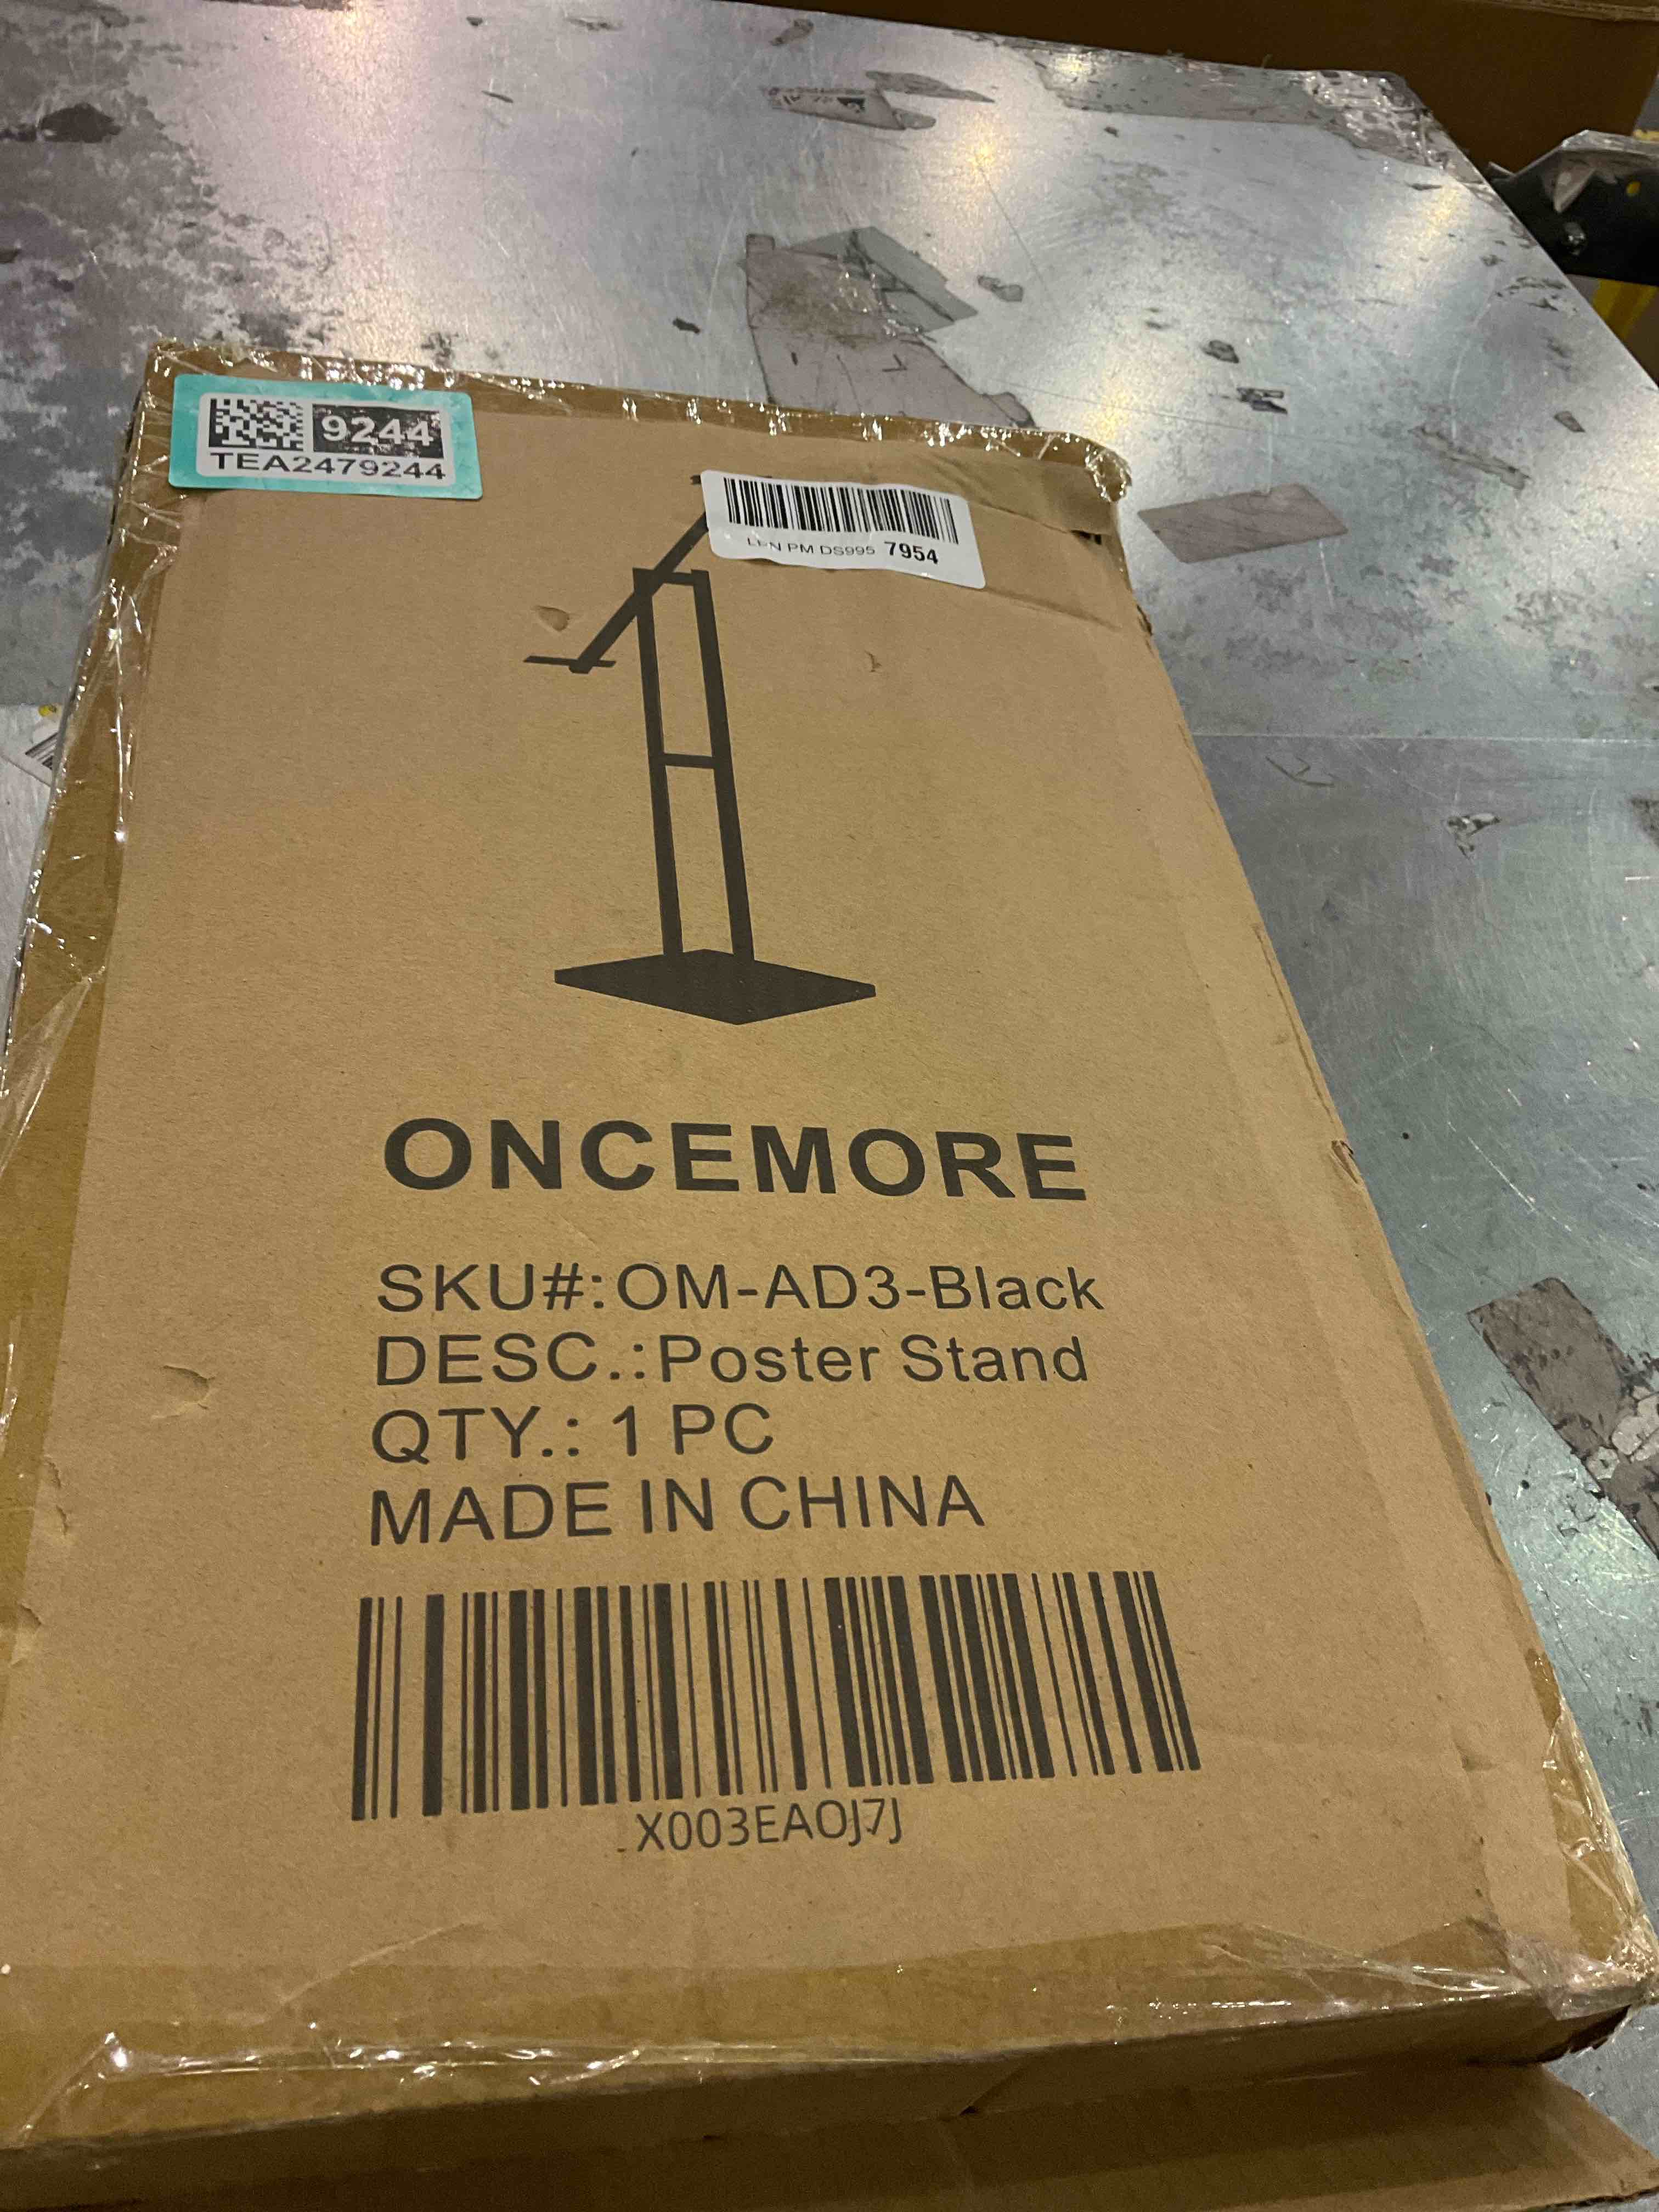 9244
TEA2479244
PM DS995 7954
ONCEMORE
SKU#:OM-AD3-Black
DESC.:Poster Stand
QTY.: 1 PC
MADE IN CHINA
X003EAOJ7J